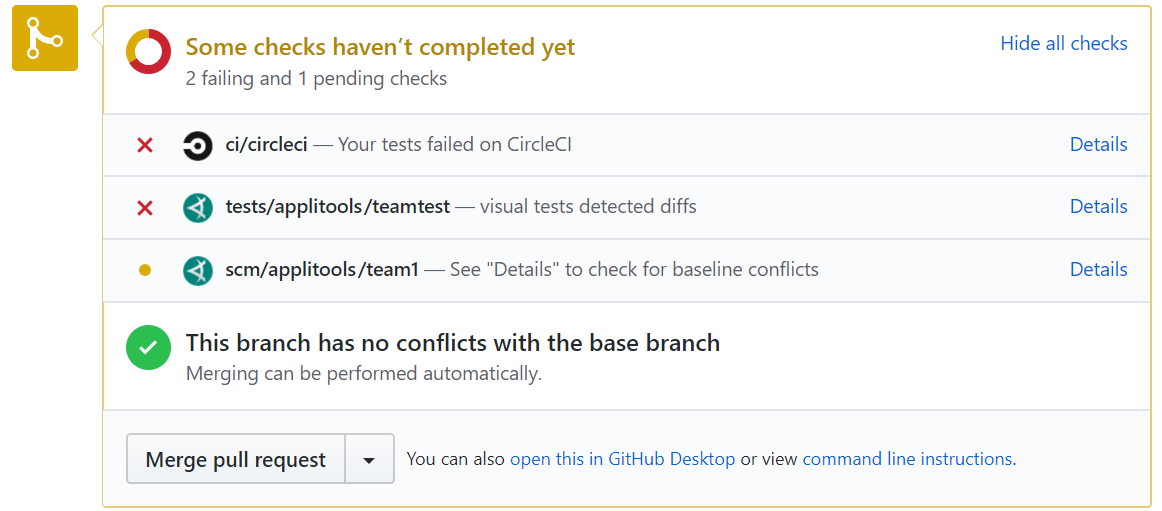 Some checks haven’t completed yet
Hide all checks
2 failing and 1 pending checks
ci/circleci — Your tests failed on CircleCI
Details
tests/applitools/teamtest — visual tests detected diffs
Details
scm/applitools/team1 — See "Details" to check for baseline conflicts
Details
This branch has no conflicts with the base branch
Merging can be performed automatically.
Merge pull request
You can also open this in GitHub Desktop or view command line instructions.